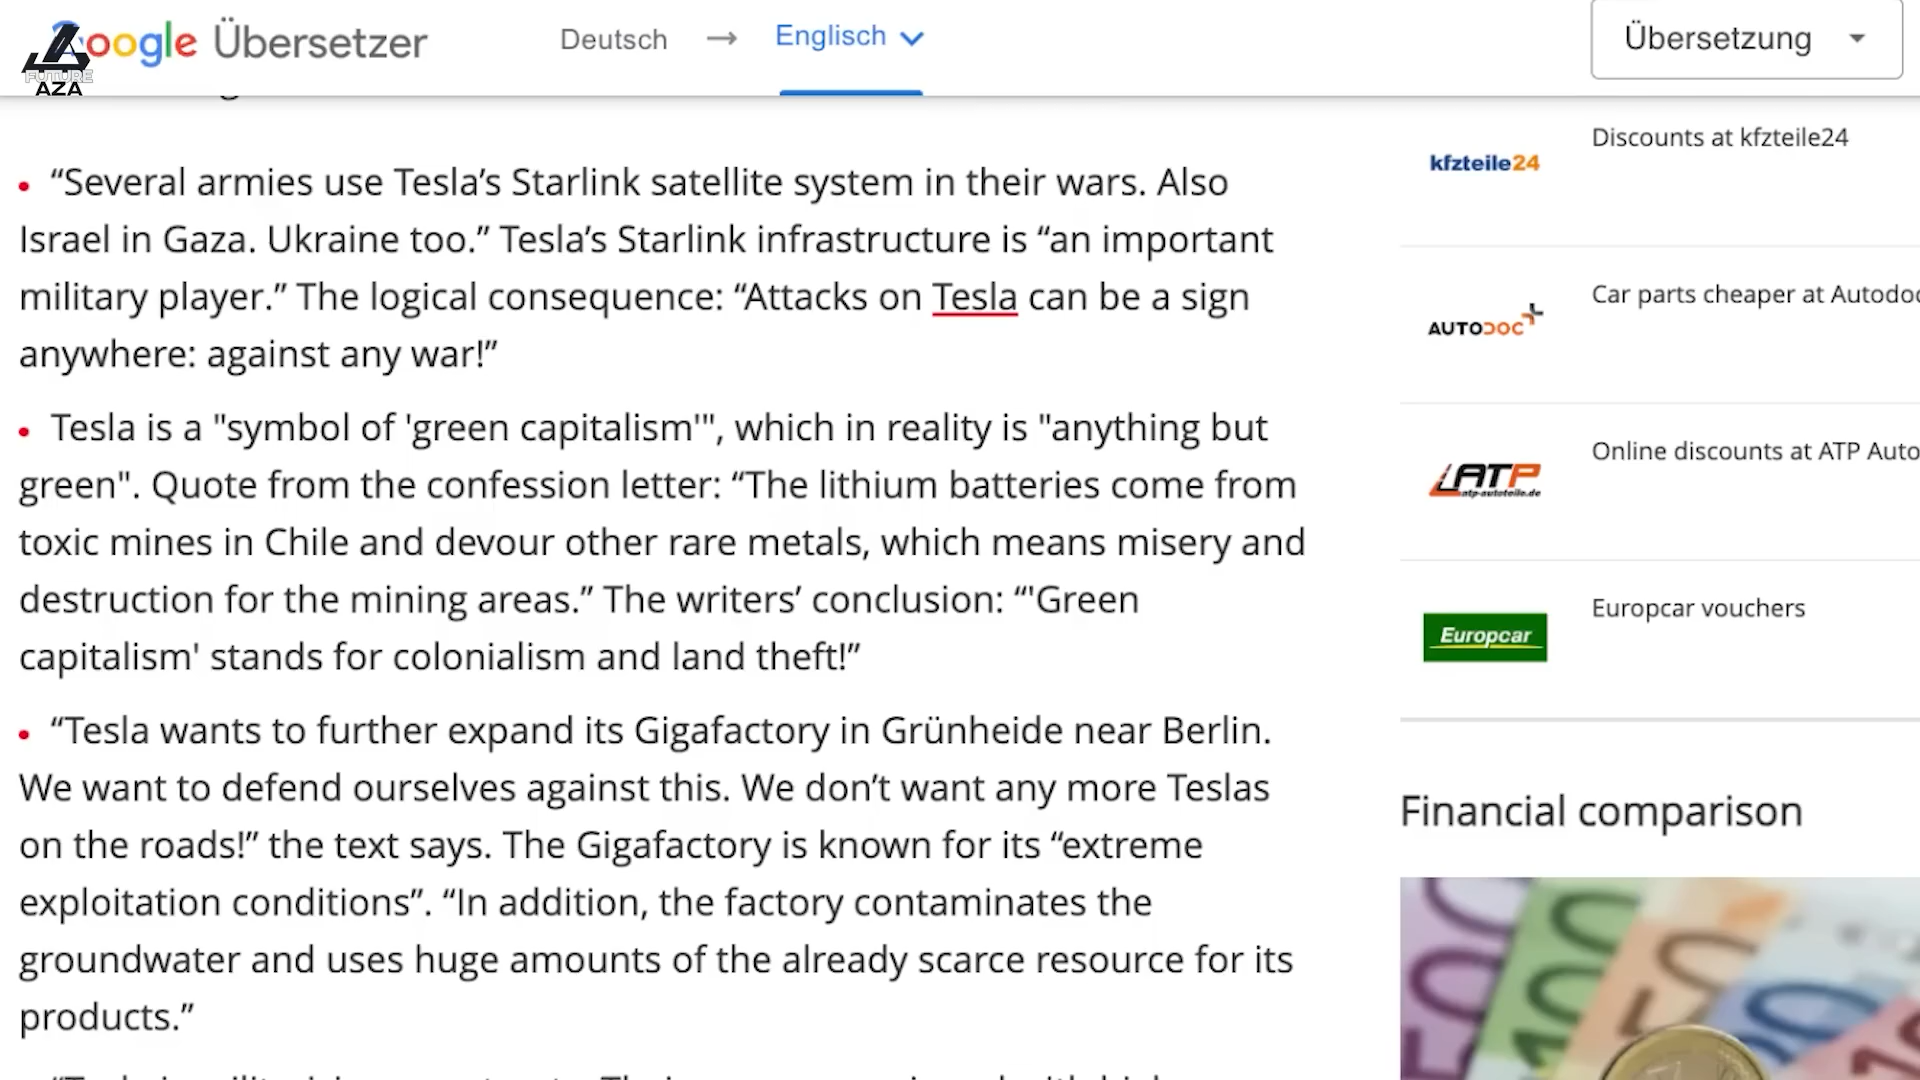 Google Übersetzer
Deutsch → Englisch
Übersetzung
FUTURE
AZA
• “Several armies use Tesla’s Starlink satellite system in their wars. Also
Israel in Gaza. Ukraine too.” Tesla’s Starlink infrastructure is “an important
military player.” The logical consequence: “Attacks on Tesla can be a sign
anywhere: against any war!”
• Tesla is a "symbol of 'green capitalism'", which in reality is "anything but
green". Quote from the confession letter: “The lithium batteries come from
toxic mines in Chile and devour other rare metals, which means misery and
destruction for the mining areas.” The writers’ conclusion: “'Green
capitalism' stands for colonialism and land theft!”
• “Tesla wants to further expand its Gigafactory in Grünheide near Berlin.
We want to defend ourselves against this. We don’t want any more Teslas
on the roads!” the text says. The Gigafactory is known for its “extreme
exploitation conditions”. “In addition, the factory contaminates the
groundwater and uses huge amounts of the already scarce resource for its
products.”
kfzteile24
Discounts at kfzteile24
AUTODOC
Car parts cheaper at Autodoc
ATP
atp-autoteile.de
Online discounts at ATP Auto
Europcar
Europcar vouchers
Financial comparison
500
100
50